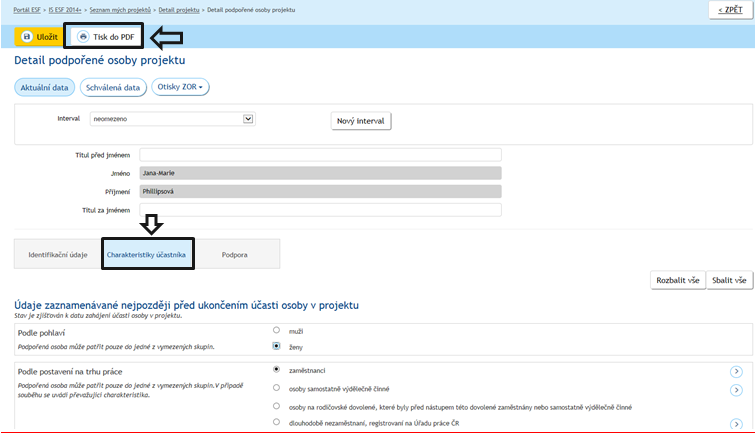 Portál ESF > IS ESF 2014+ > Seznam mých projektů > Detail projektu > Detail podpořené osoby projektu
< ZPĚT
Uložit
Tisk do PDF
Detail podpořené osoby projektu
Aktuální data
Schválená data
Otisky ZOR
Interval
neomezeno
Nový interval
Titul před jménem
Jméno
Jana-Marie
Příjmení
Phillipsová
Titul za jménem
Identifikační údaje
Charakteristiky účastníka
Podpora
Rozbalit vše
Sbalit vše
Údaje zaznamenávané nejpozději před ukončením účasti osoby v projektu
Stav je zjišťován k datu zahájení účasti osoby v projektu.
Podle pohlaví
muži
Podpořená osoba může patřit pouze do jedné z vymezených skupin.
ženy
Podle postavení na trhu práce
zaměstnanci
Podpořená osoba může patřit pouze do jedné z vymezených skupin. V případě
souběhu se uvádí převažující charakteristika.
osoby samostatně výdělečně činné
osoby na rodičovské dovolené, které byly před nástupem této dovolené zaměstnány nebo samostatně výdělečně činné
dlouhodobě nezaměstnaní, registrovaní na Úřadu práce ČR